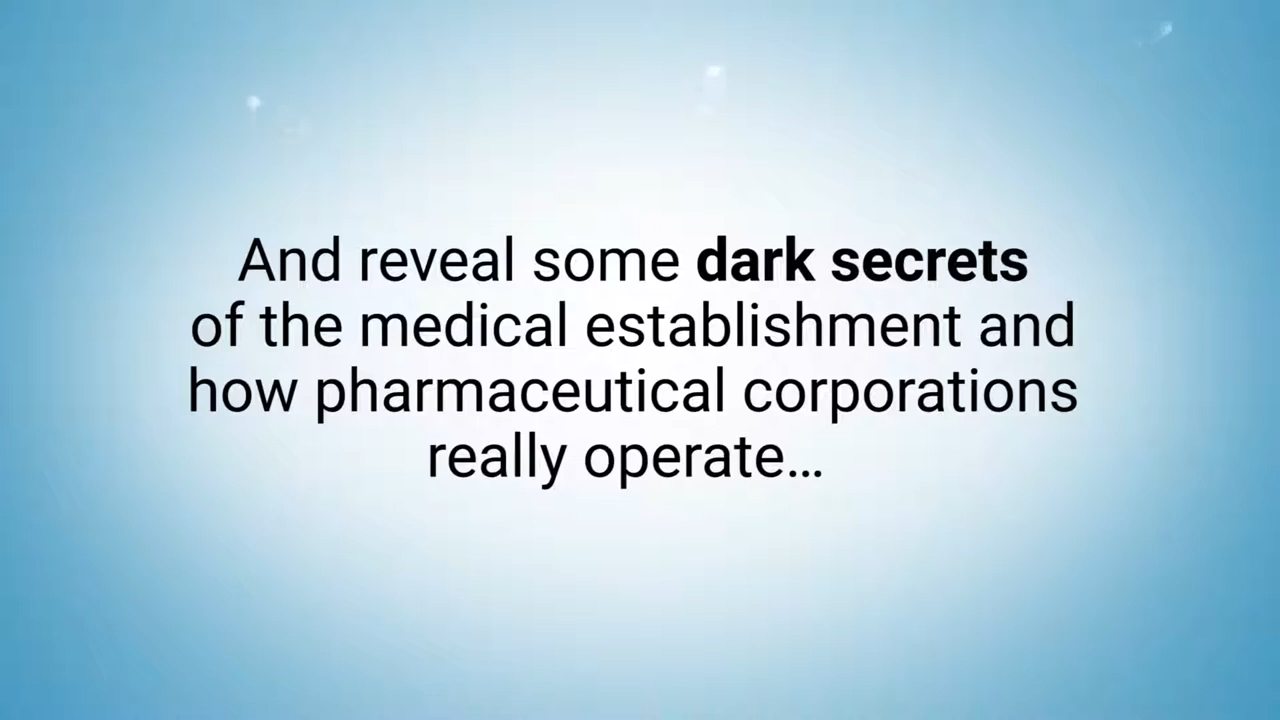 And reveal some dark secrets
of the medical establishment and
how pharmaceutical corporations
really operate…